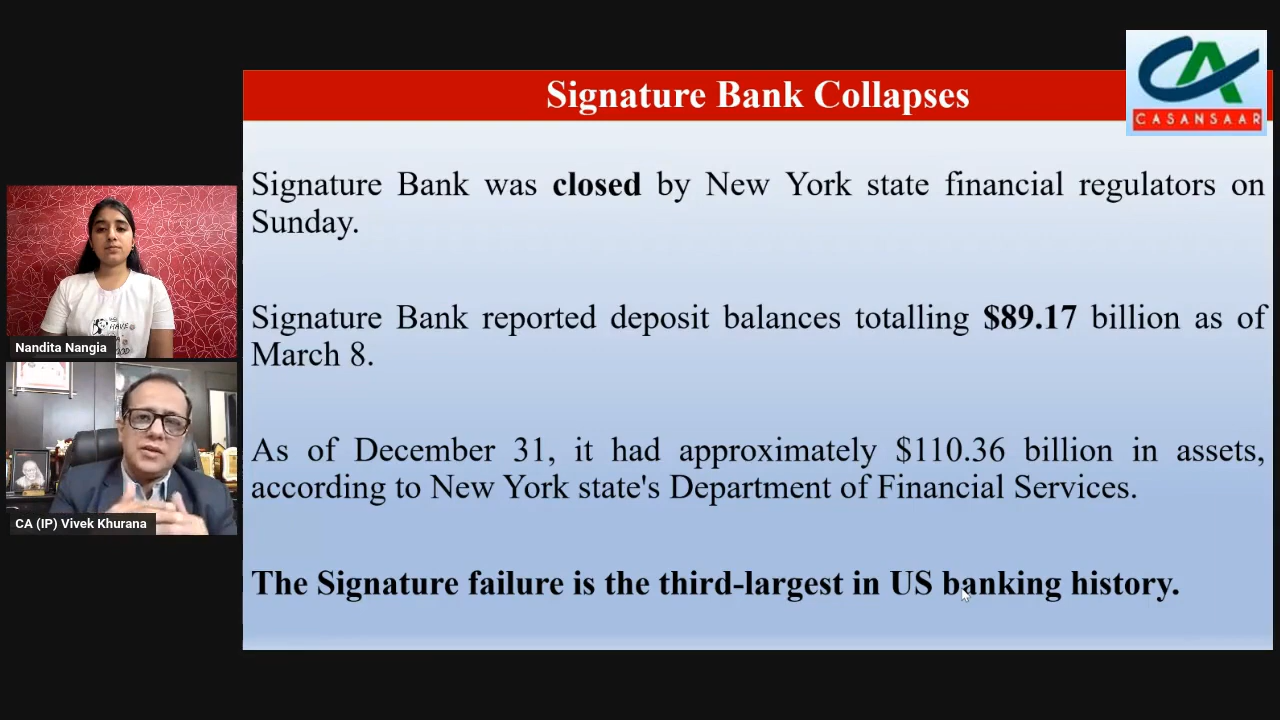 Signature Bank Collapses
CASANSAAR
Signature Bank was closed by New York state financial regulators on
Sunday.
Signature Bank reported deposit balances totalling $89.17 billion as of
March 8.
As of December 31, it had approximately $110.36 billion in assets,
according to New York state's Department of Financial Services.
The Signature failure is the third-largest in US banking history.
HAVE
Nandita Nangia
CA (IP) Vivek Khurana